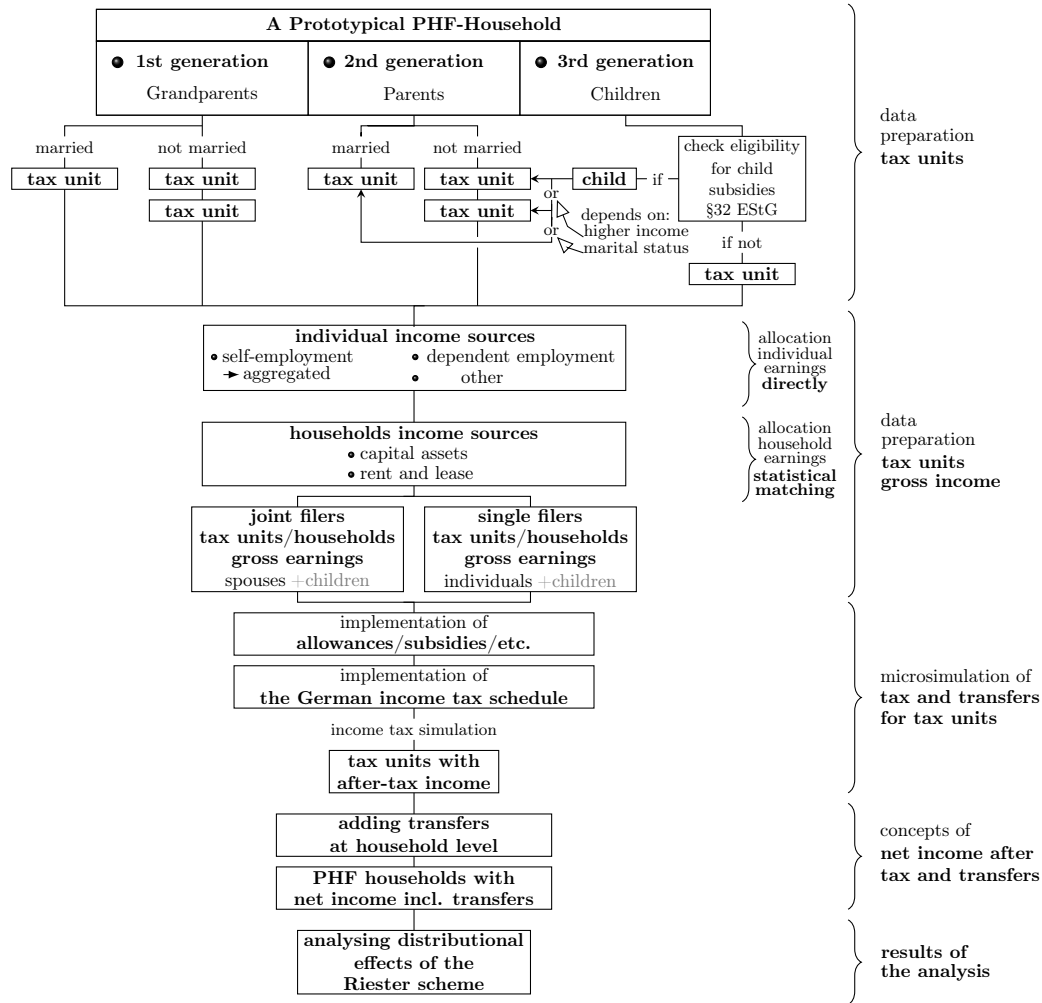 A Prototypical PHF-Household
1st generation
Grandparents
2nd generation
Parents
3rd generation
Children
married
not married
married
not married
tax unit
tax unit
tax unit
tax unit
tax unit
tax unit
child
if
or
or
depends on:
higher income
marital status
check eligibility
for child
subsidies
§32 EStG
if not
tax unit
data
preparation
tax units
individual income sources
self-employment
aggregated
dependent employment
other
allocation
individual
earnings
directly
households income sources
capital assets
rent and lease
allocation
household
earnings
statistical
matching
data
preparation
tax units
gross income
joint filers
tax units/households
gross earnings
spouses +children
single filers
tax units/households
gross earnings
individuals +children
implementation of
allowances/subsidies/etc.
implementation of
the German income tax schedule
income tax simulation
tax units with
after-tax income
microsimulation of
tax and transfers
for tax units
adding transfers
at household level
PHF households with
net income incl. transfers
concepts of
net income after
tax and transfers
analysing distributional
effects of the
Riester scheme
results of
the analysis